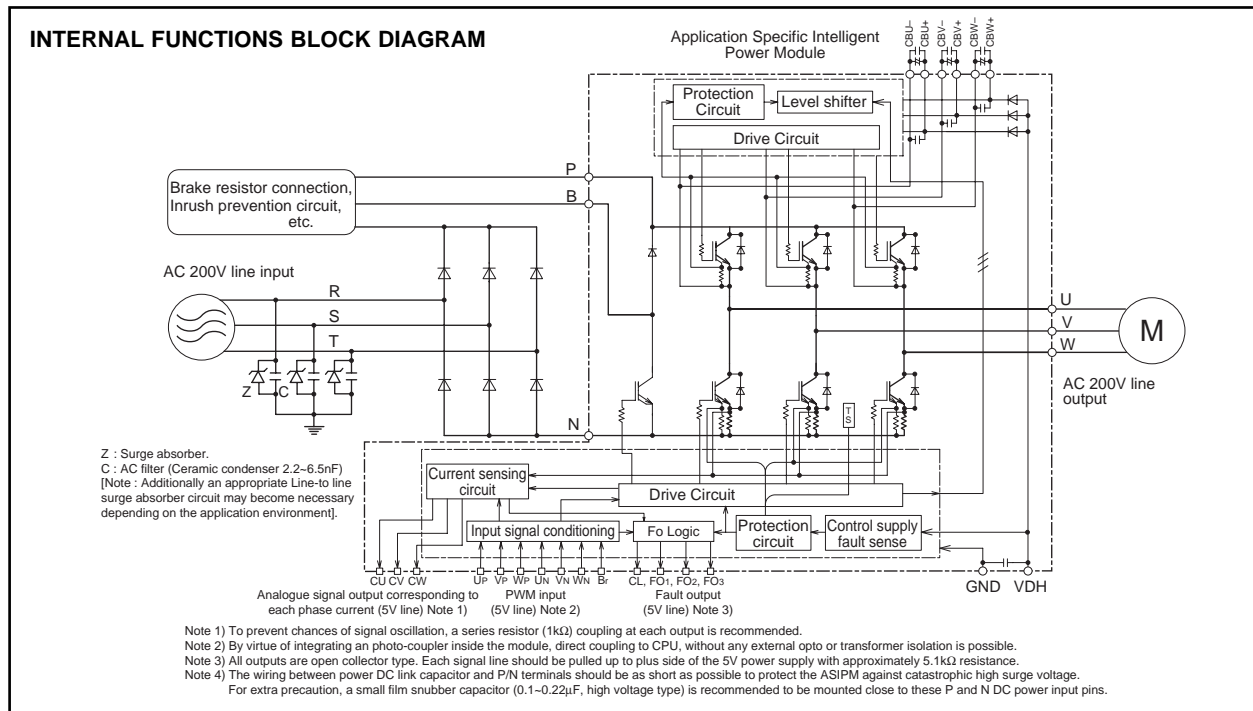 INTERNAL FUNCTIONS BLOCK DIAGRAM
Application Specific Intelligent
Power Module
CBU–
CBU+
CBV–
CBV+
CBW–
CBW+
Protection
Circuit
Level shifter
Drive Circuit
P
B
Brake resistor connection,
Inrush prevention circuit,
etc.
AC 200V line input
R
S
T
Z
C
N
U
V
W
M
AC 200V line
output
T
S
Z : Surge absorber.
C : AC filter (Ceramic condenser 2.2~6.5nF)
[Note : Additionally an appropriate Line-to line
surge absorber circuit may become necessary
depending on the application environment].
Current sensing
circuit
Drive Circuit
Input signal conditioning
Fo Logic
Protection
circuit
Control supply
fault sense
CU CV CW
UP VP WP UN VN WN Br
CL, FO1, FO2, FO3
GND VDH
Analogue signal output corresponding to
each phase current (5V line) Note 1)
PWM input
(5V line) Note 2)
Fault output
(5V line) Note 3)
Note 1) To prevent chances of signal oscillation, a series resistor (1kΩ) coupling at each output is recommended.
Note 2) By virtue of integrating an photo-coupler inside the module, direct coupling to CPU, without any external opto or transformer isolation is possible.
Note 3) All outputs are open collector type. Each signal line should be pulled up to plus side of the 5V power supply with approximately 5.1kΩ resistance.
Note 4) The wiring between power DC link capacitor and P/N terminals should be as short as possible to protect the ASIPM against catastrophic high surge voltage.
For extra precaution, a small film snubber capacitor (0.1~0.22μF, high voltage type) is recommended to be mounted close to these P and N DC power input pins.